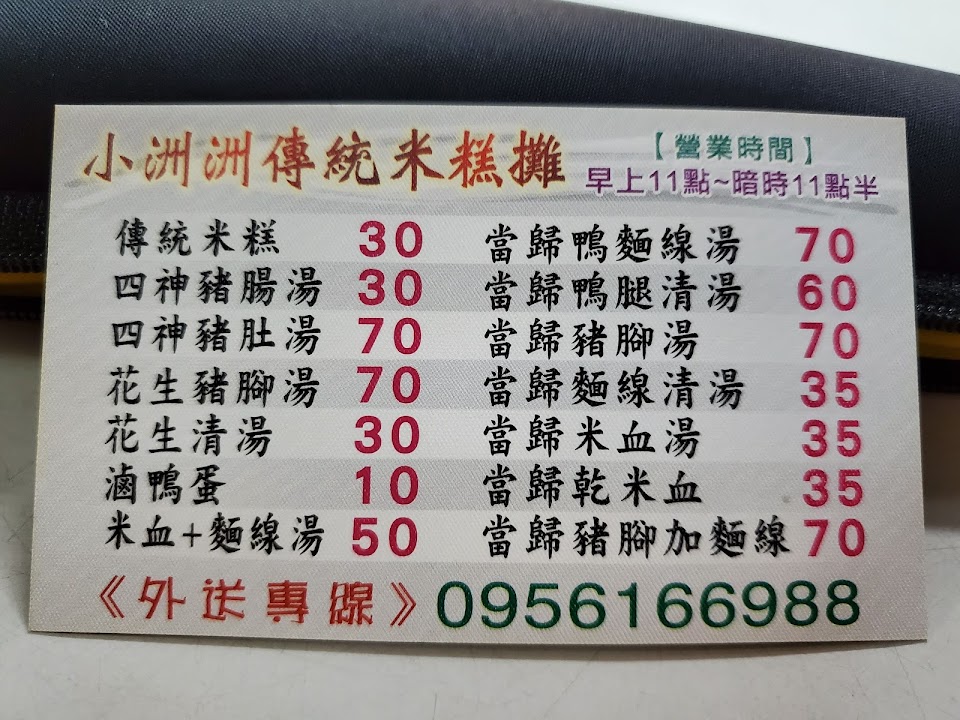 小洲洲傳統米糕攤
【營業時間】
早上11點~暗時11點半
傳統米糕 30
四神豬腸湯 30
四神豬肚湯 70
花生豬腳湯 70
花生清湯 30
滷鴨蛋 10
米血+麵線湯 50
當歸鴨麵線湯 70
當歸鴨腿清湯 60
當歸豬腳湯 70
當歸麵線清湯 35
當歸米血湯 35
當歸乾米血 35
當歸豬腳加麵線 70
《外送專線》0956166988